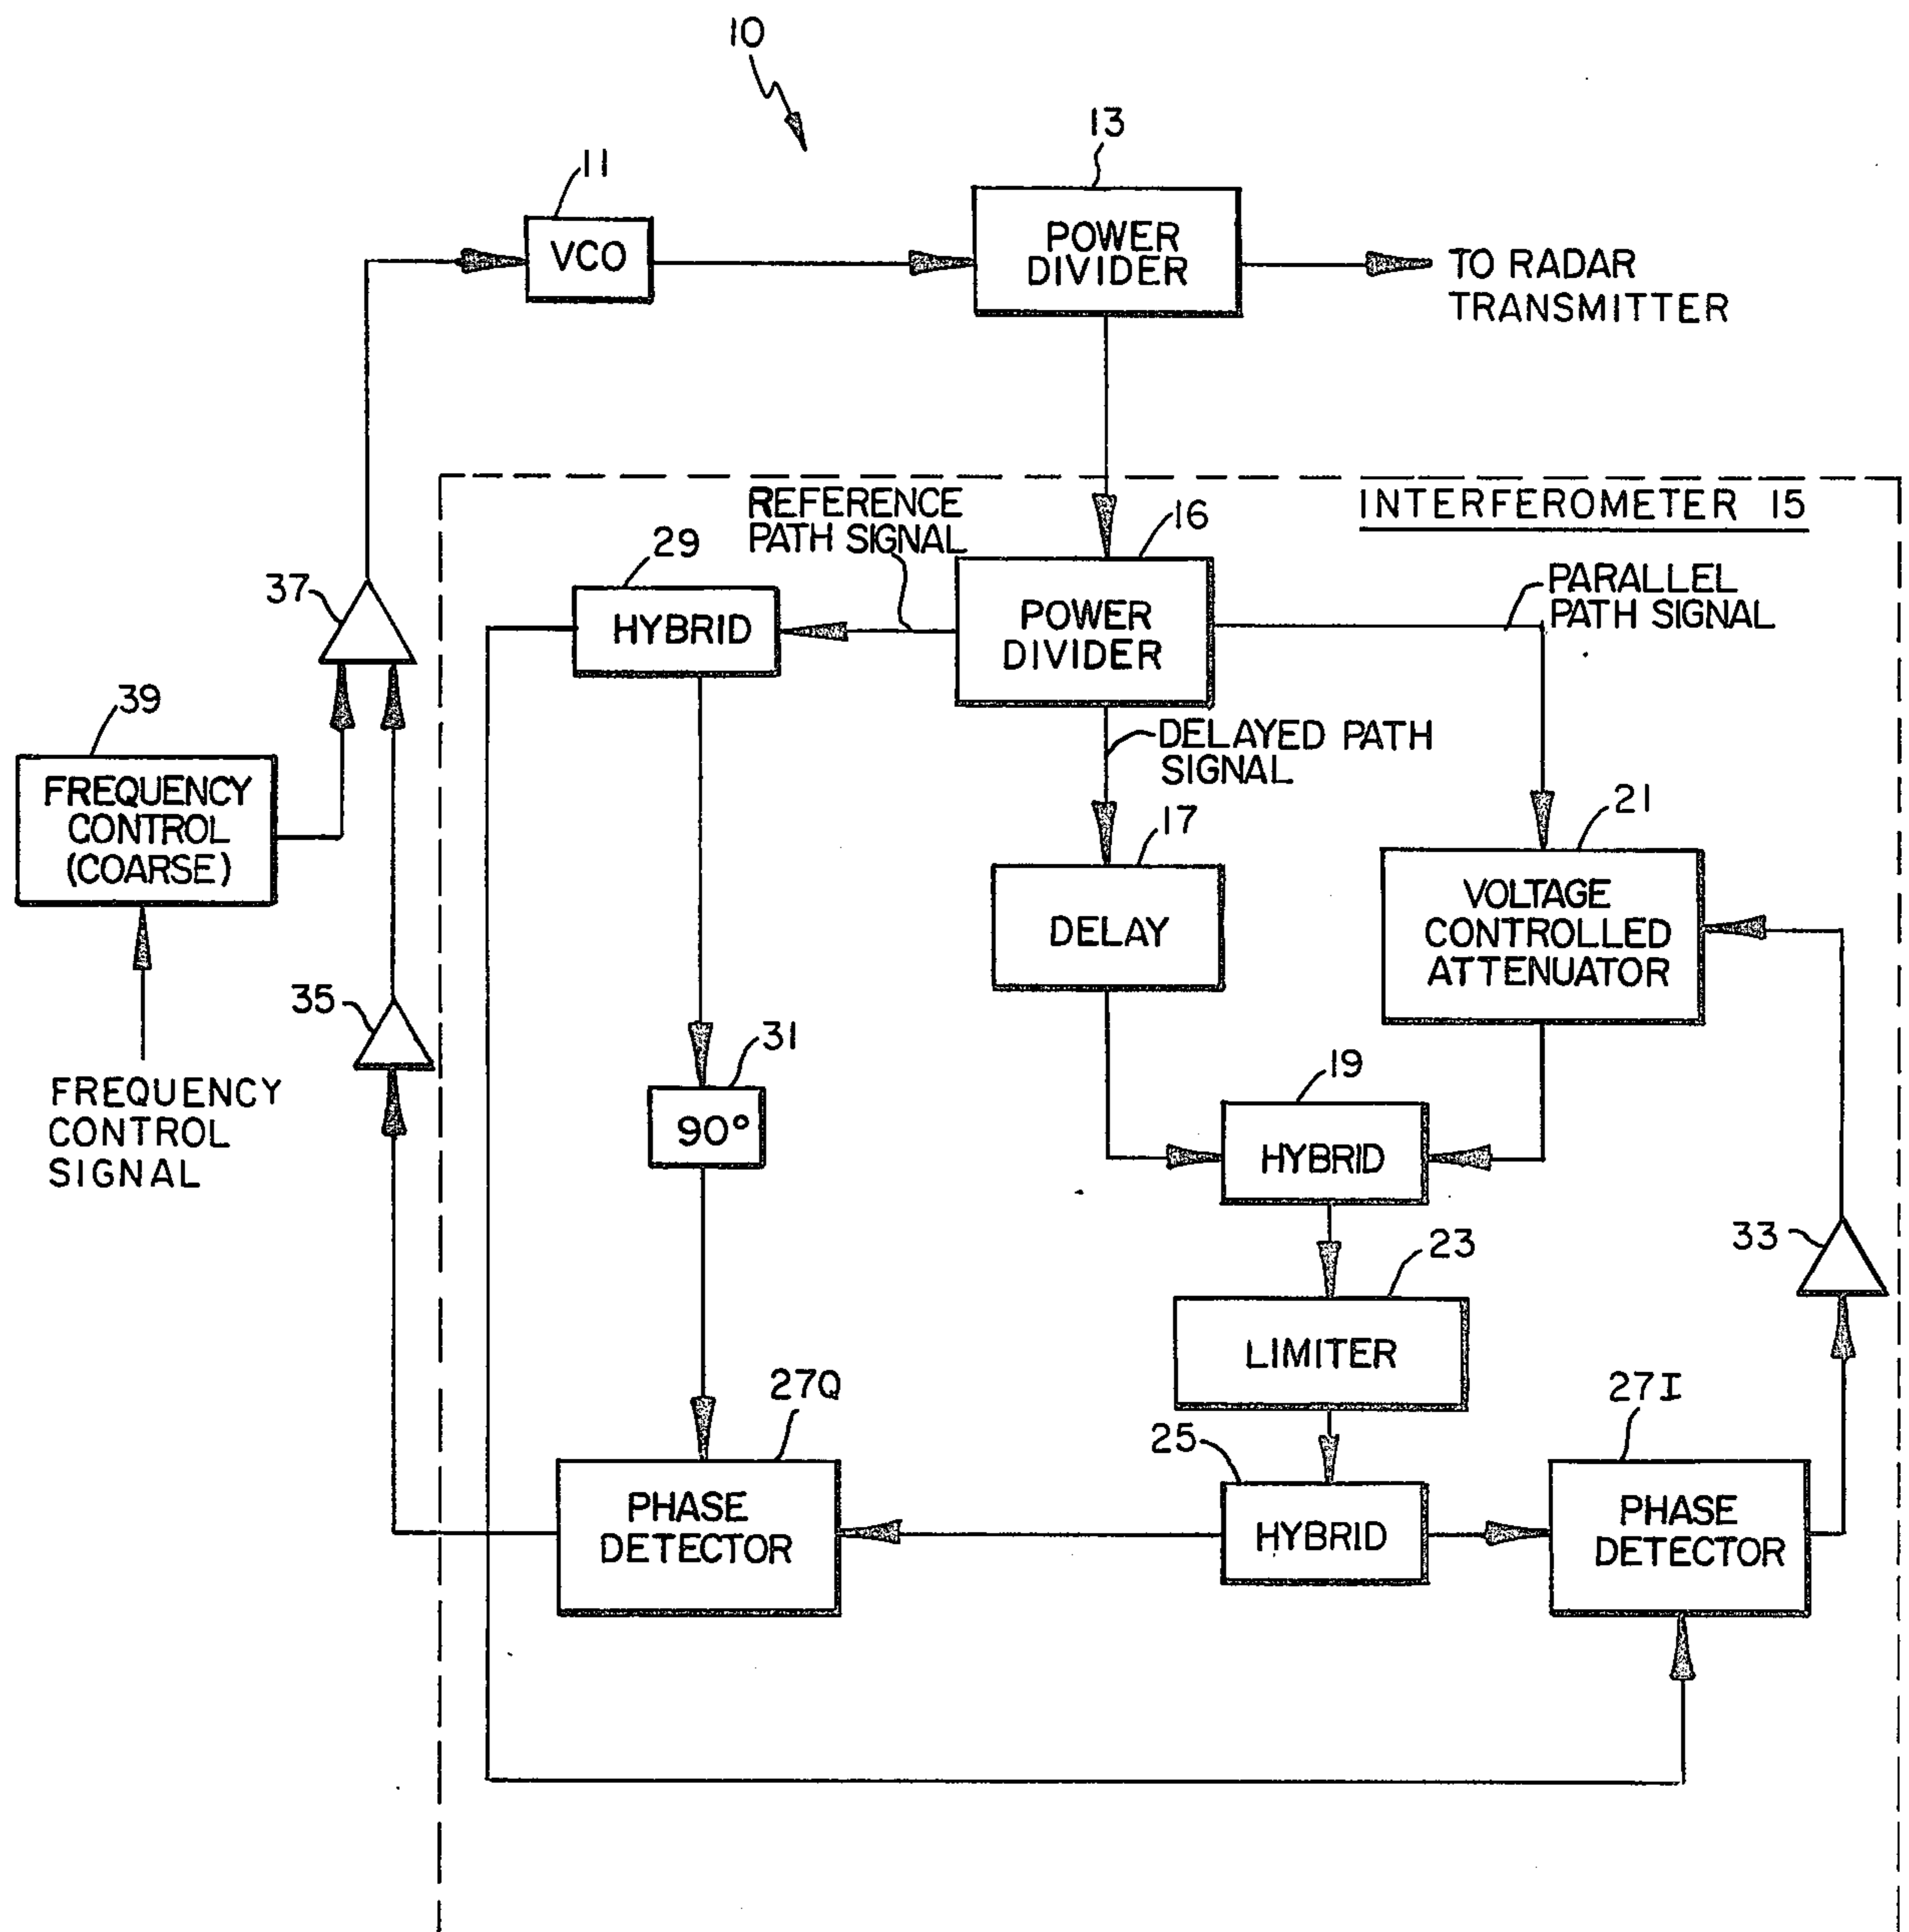 10
13
11
VCO
POWER
DIVIDER
TO RADAR
TRANSMITTER
REFERENCE
PATH SIGNAL
INTERFEROMETER 15
16
29
HYBRID
POWER
DIVIDER
PARALLEL
PATH SIGNAL
37
39
FREQUENCY
CONTROL
(COARSE)
DELAYED PATH
SIGNAL
17
DELAY
21
VOLTAGE
CONTROLLED
ATTENUATOR
35
FREQUENCY
CONTROL
SIGNAL
31
90°
19
HYBRID
33
23
LIMITER
27Q
PHASE
DETECTOR
25
HYBRID
27I
PHASE
DETECTOR